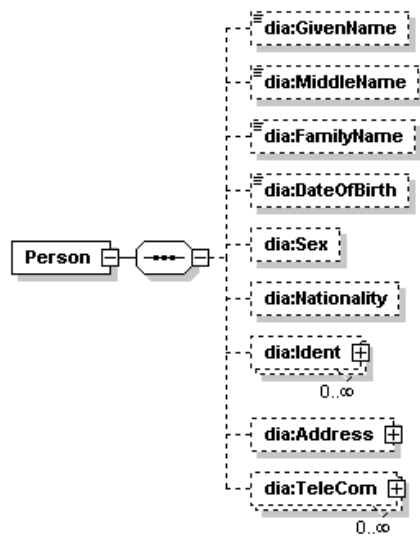 dia:GivenName
dia:MiddleName
dia:FamilyName
dia:DateOfBirth
Person
dia:Sex
dia:Nationality
dia:Ident
0..∞
dia:Address
dia:TeleCom
0..∞